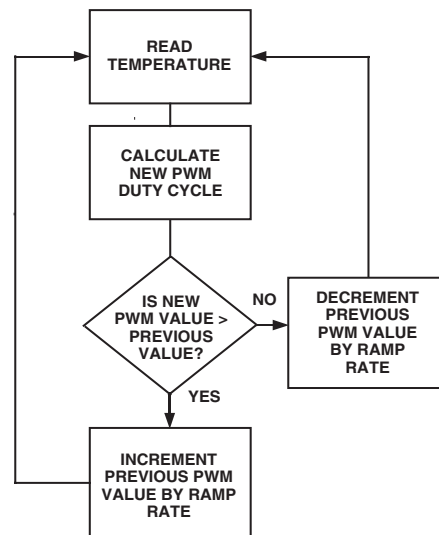 READ
TEMPERATURE
CALCULATE
NEW PWM
DUTY CYCLE
IS NEW
PWM VALUE >
PREVIOUS
VALUE?
NO
DECREMENT
PREVIOUS
PWM VALUE
BY RAMP
RATE
YES
INCREMENT
PREVIOUS PWM
VALUE BY RAMP
RATE